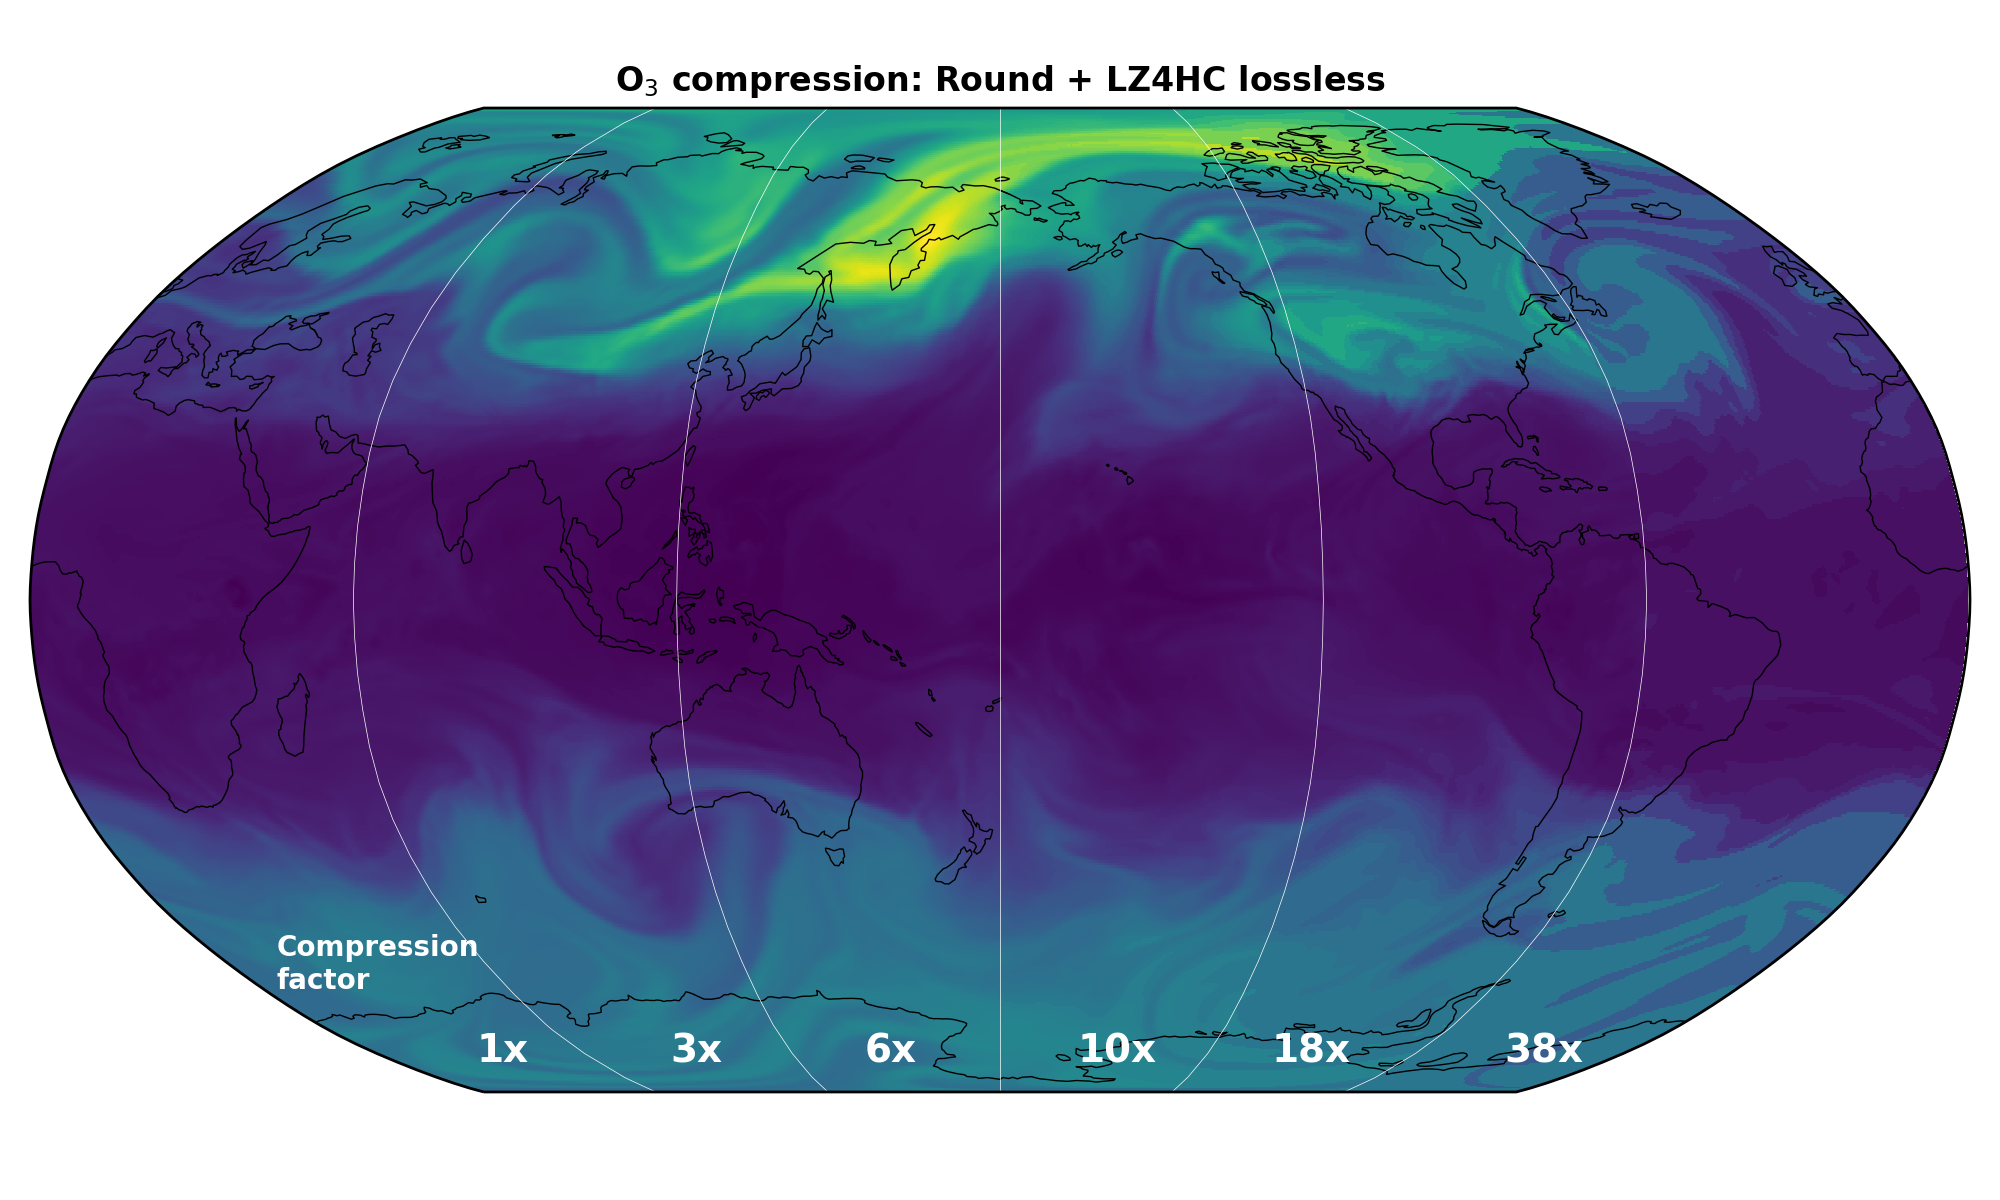 O₃ compression: Round + LZ4HC lossless
Compression
factor
1x 3x 6x 10x 18x 38x